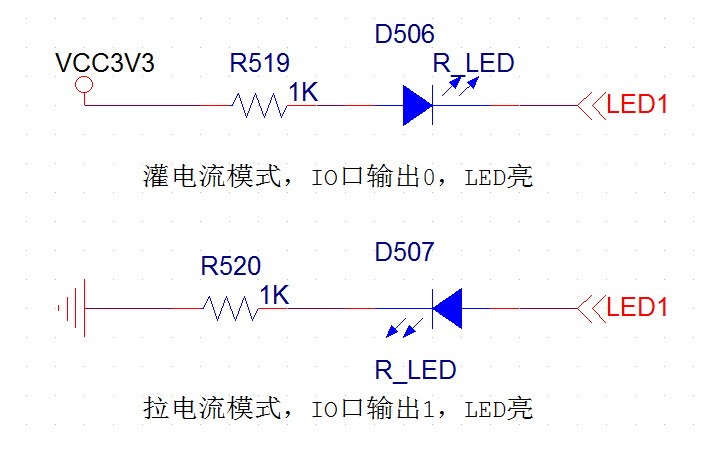 D506
VCC3V3 R519 R_LED
1K LED1
灌电流模式，IO口输出0，LED亮
D507
R520
1K LED1
R_LED
拉电流模式，IO口输出1，LED亮